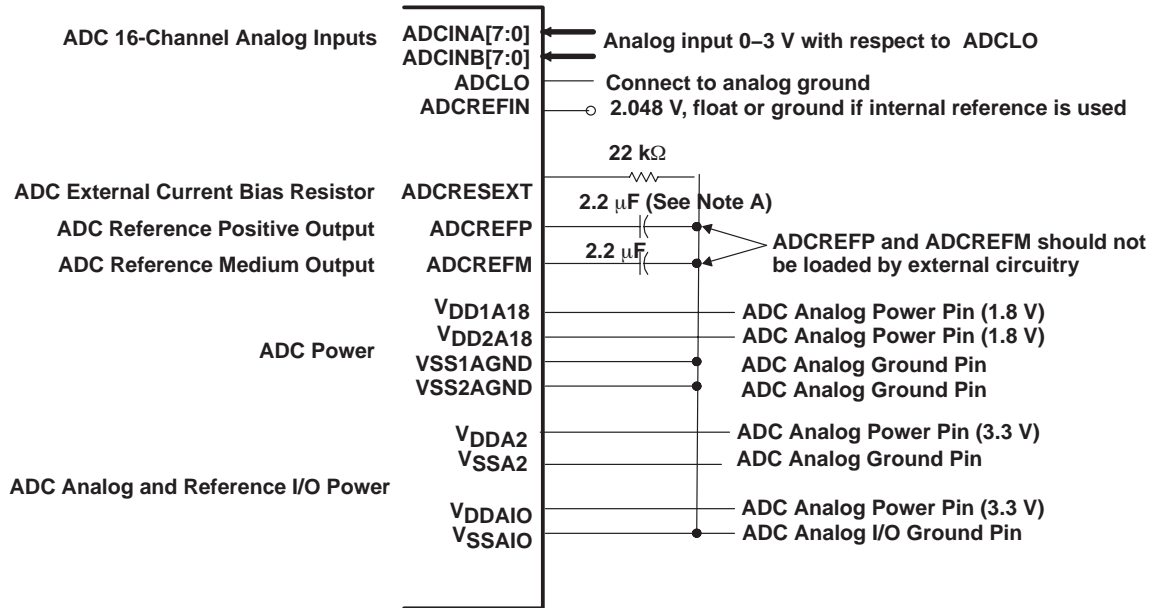 ADC 16-Channel Analog Inputs ADCINA[7:0] Analog input 0–3 V with respect to ADCLO
ADCINB[7:0]
ADCLO Connect to analog ground
ADCREFIN 2.048 V, float or ground if internal reference is used
22 kΩ
ADC External Current Bias Resistor ADCRESEXT 2.2 μF (See Note A)
ADC Reference Positive Output ADCREFP ADCREFP and ADCREFM should not
ADC Reference Medium Output ADCREFM 2.2 μF be loaded by external circuitry
VDD1A18 ADC Analog Power Pin (1.8 V)
VDD2A18 ADC Analog Power Pin (1.8 V)
ADC Power VSS1AGND ADC Analog Ground Pin
VSS2AGND ADC Analog Ground Pin
VDDA2 ADC Analog Power Pin (3.3 V)
VSSA2 ADC Analog Ground Pin
ADC Analog and Reference I/O Power
VDDAIO ADC Analog Power Pin (3.3 V)
VSSAIO ADC Analog I/O Ground Pin